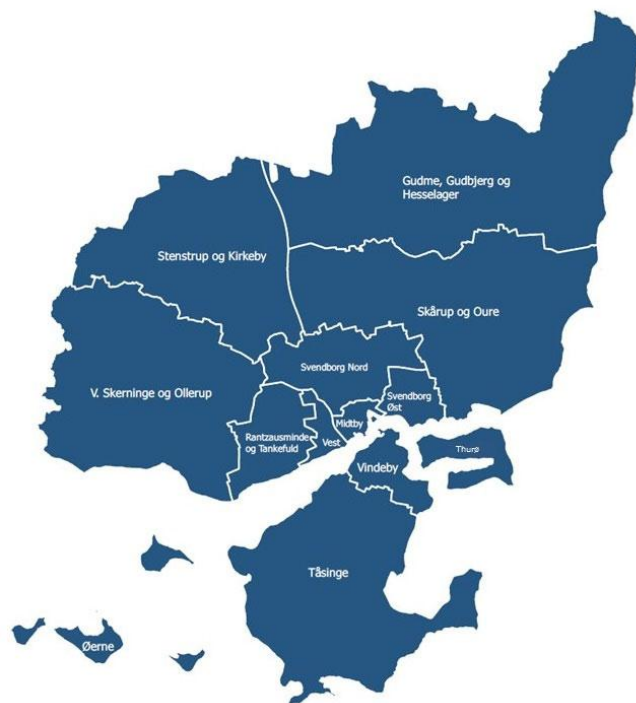 Gudme, Gudbjerg og
Hesselager
Stenstrup og Kirkeby
Skårup og Oure
Svendborg Nord
V. Skerninge og Ollerup
Svendborg
Øst
Midtby
Rantzausminde
og Tankefuld
Vest
Thurø
Vindeby
Tåsinge
Øerne